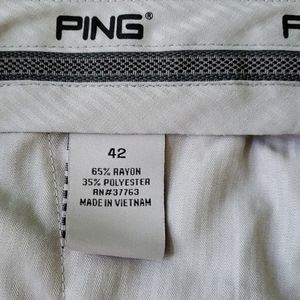 PING®
42
65% RAYON
35% POLYESTER
RN#37763
MADE IN VIETNAM